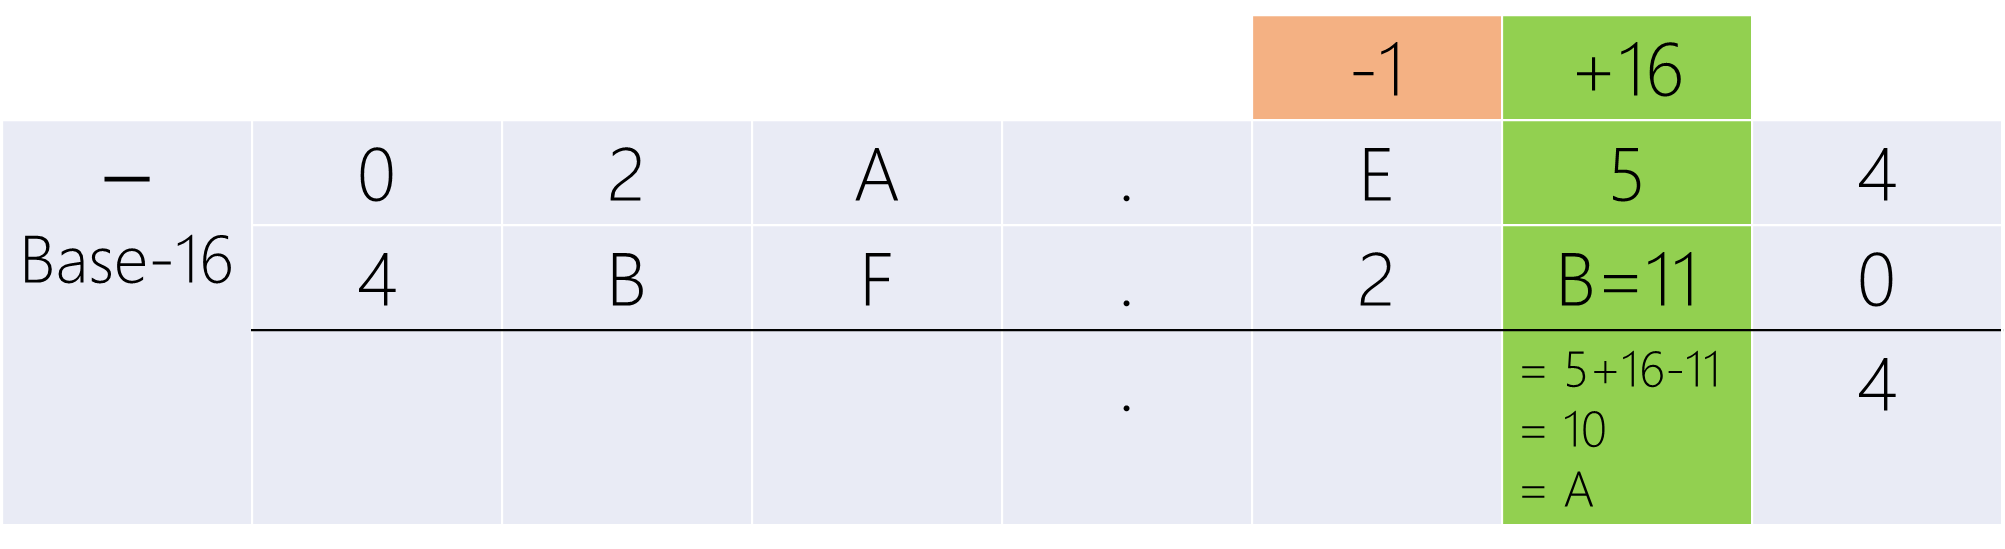 -1 +16
− 0 2 A . E 5 4
Base-16 4 B F . 2 B=11 0
. = 5+16-11 4
= 10
= A